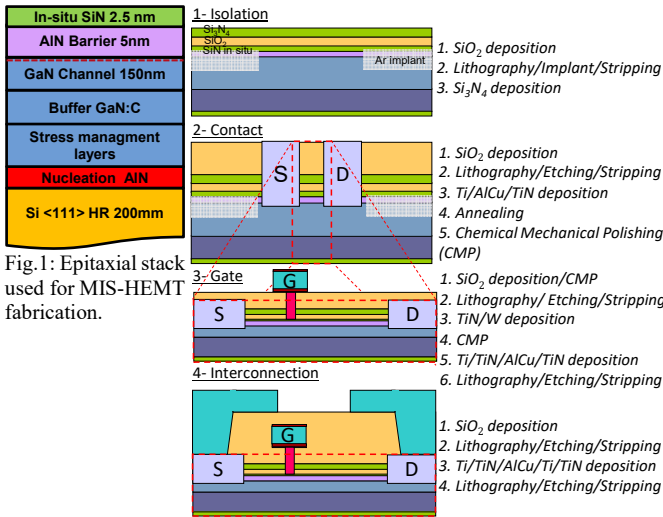 In-situ SiN 2.5 nm
AlN Barrier 5nm
GaN Channel 150nm
Buffer GaN:C
Stress managment
layers
Nucleation AlN
Si <111> HR 200mm
Fig.1: Epitaxial stack
used for MIS-HEMT
fabrication.
1- Isolation
Si₃N₄
SiO₂
SiN in situ
Ar implant
1. SiO₂ deposition
2. Lithography/Implant/Stripping
3. Si₃N₄ deposition
2- Contact
S
D
1. SiO₂ deposition
2. Lithography/Etching/Stripping
3. Ti/AlCu/TiN deposition
4. Annealing
5. Chemical Mechanical Polishing
(CMP)
3- Gate
G
S
D
1. SiO₂ deposition/CMP
2. Lithography/ Etching/Stripping
3. TiN/W deposition
4. CMP
5. Ti/TiN/AlCu/TiN deposition
6. Lithography/Etching/Stripping
4- Interconnection
G
S
D
1. SiO₂ deposition
2. Lithography/Etching/Stripping
3. Ti/TiN/AlCu/Ti/TiN deposition
4. Lithography/Etching/Stripping